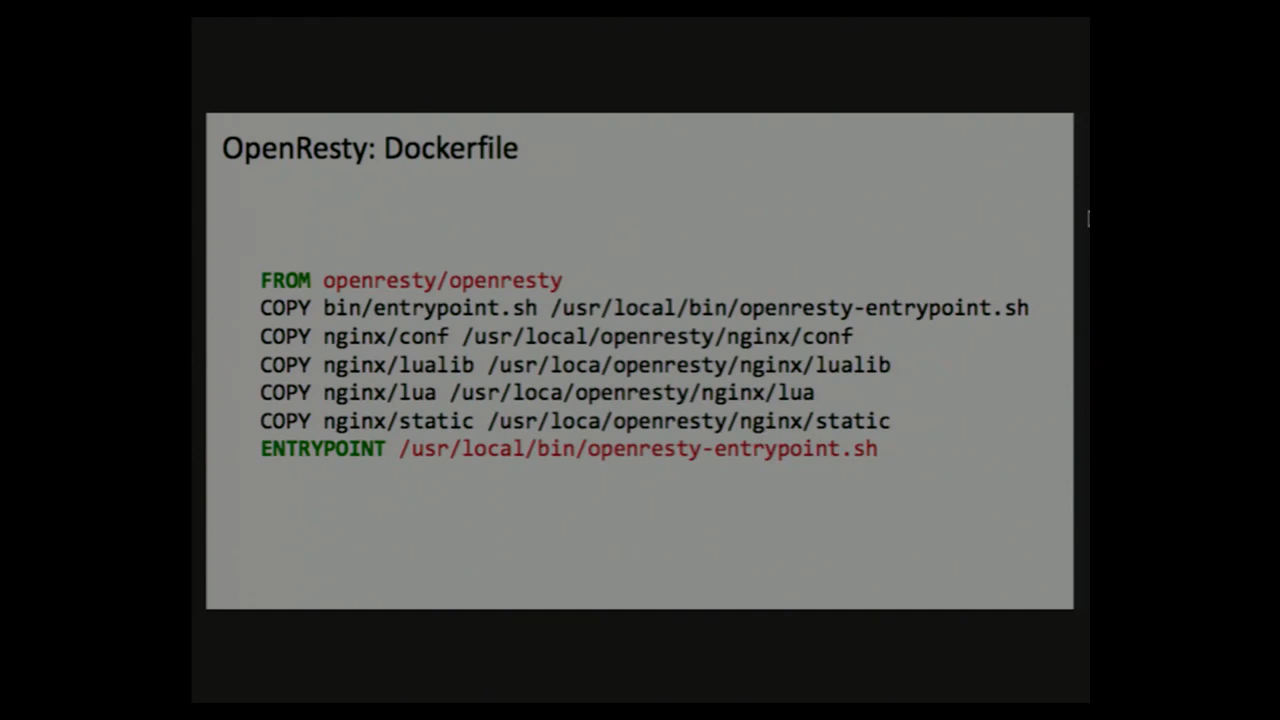 OpenResty: Dockerfile
FROM openresty/openresty
COPY bin/entrypoint.sh /usr/local/bin/openresty-entrypoint.sh
COPY nginx/conf /usr/local/openresty/nginx/conf
COPY nginx/lualib /usr/loca/openresty/nginx/lualib
COPY nginx/lua /usr/loca/openresty/nginx/lua
COPY nginx/static /usr/loca/openresty/nginx/static
ENTRYPOINT /usr/local/bin/openresty-entrypoint.sh